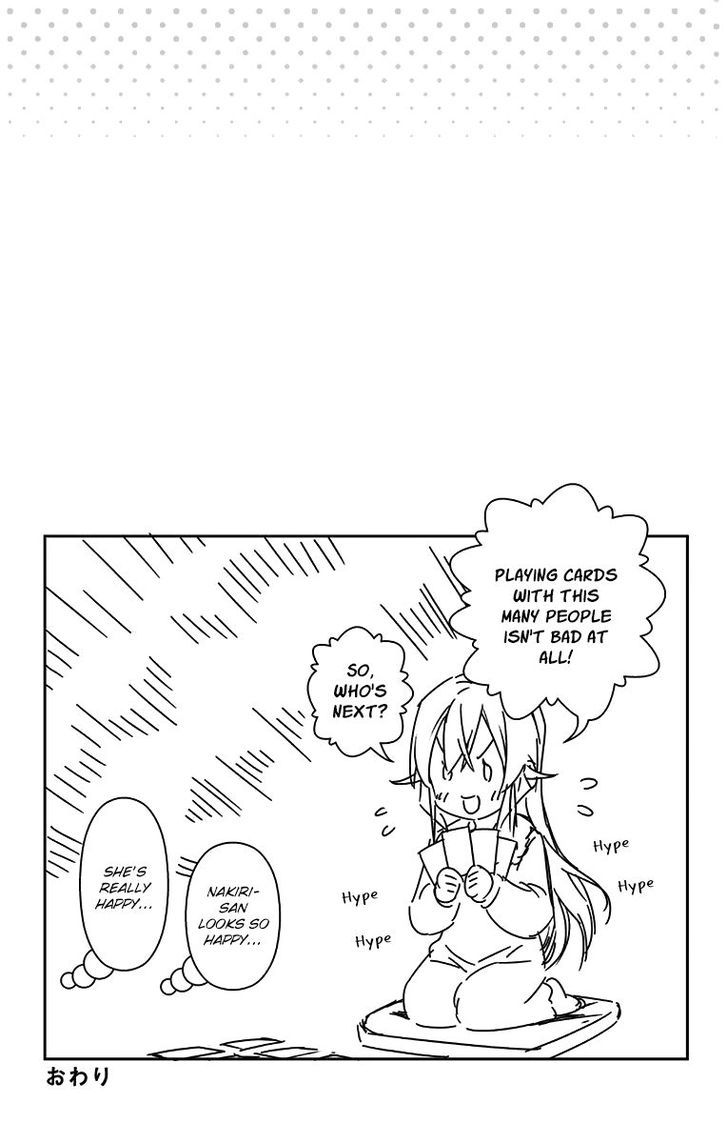 PLAYING CARDS
WITH THIS
MANY PEOPLE
ISN'T BAD AT
ALL!
SO,
WHO'S
NEXT?
Hype
Hype
Hype
Hype
NAKIRI-
SAN
LOOKS SO
HAPPY...
SHE'S
REALLY
HAPPY...
おわり